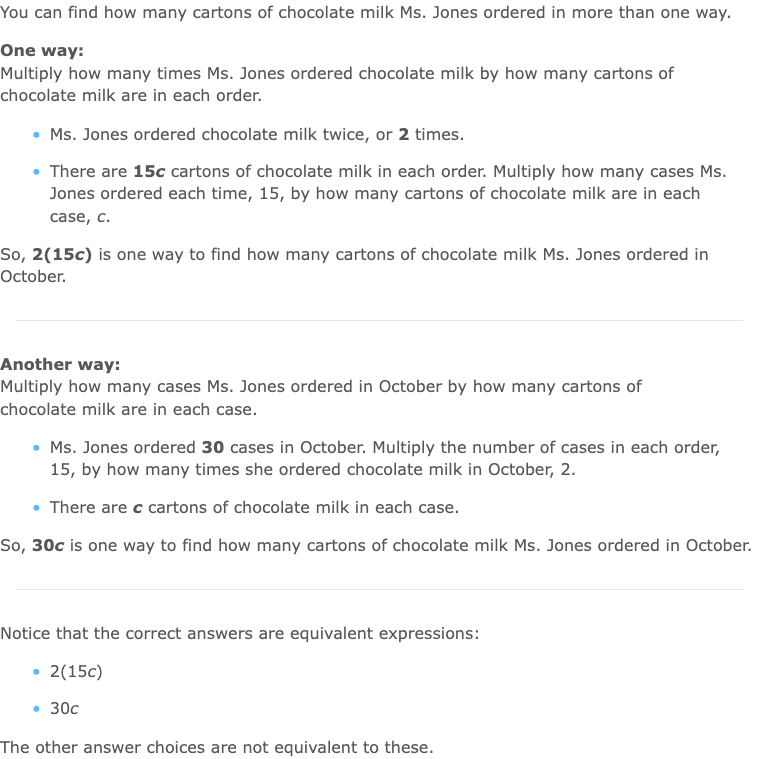 You can find how many cartons of chocolate milk Ms. Jones ordered in more than one way.
One way:
Multiply how many times Ms. Jones ordered chocolate milk by how many cartons of
chocolate milk are in each order.
• Ms. Jones ordered chocolate milk twice, or 2 times.
• There are 15c cartons of chocolate milk in each order. Multiply how many cases Ms.
Jones ordered each time, 15, by how many cartons of chocolate milk are in each
case, c.
So, 2(15c) is one way to find how many cartons of chocolate milk Ms. Jones ordered in
October.
Another way:
Multiply how many cases Ms. Jones ordered in October by how many cartons of
chocolate milk are in each case.
• Ms. Jones ordered 30 cases in October. Multiply the number of cases in each order,
15, by how many times she ordered chocolate milk in October, 2.
• There are c cartons of chocolate milk in each case.
So, 30c is one way to find how many cartons of chocolate milk Ms. Jones ordered in October.
Notice that the correct answers are equivalent expressions:
• 2(15c)
• 30c
The other answer choices are not equivalent to these.